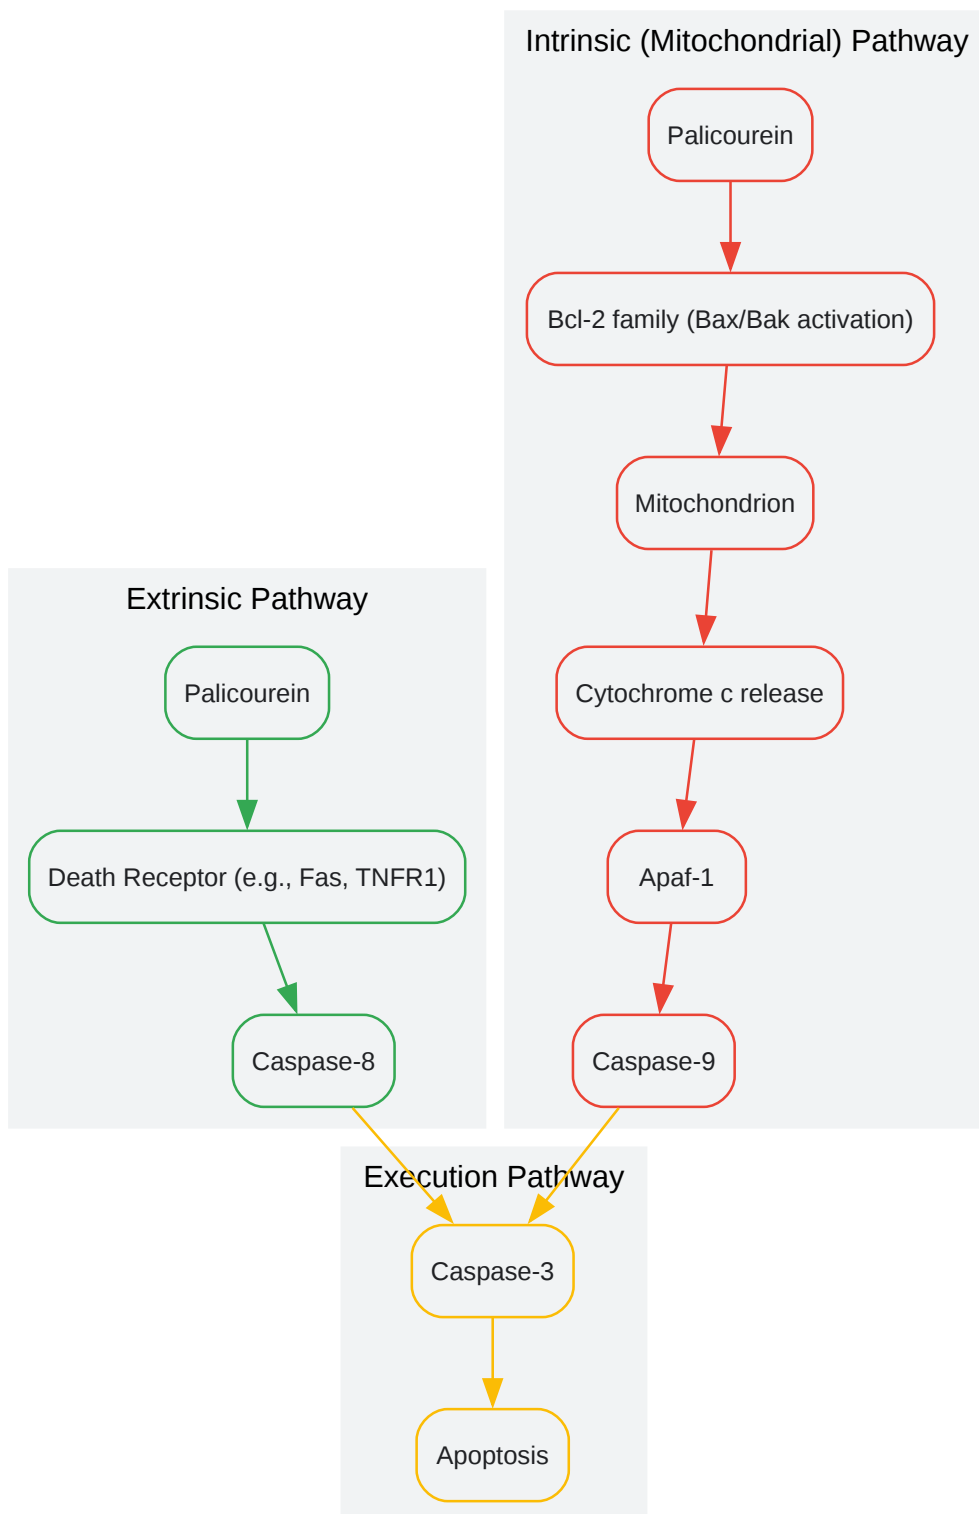 Intrinsic (Mitochondrial) Pathway
Palicourein
Bcl-2 family (Bax/Bak activation)
Mitochondrion
Cytochrome c release
Apaf-1
Caspase-9
Extrinsic Pathway
Palicourein
Death Receptor (e.g., Fas, TNFR1)
Caspase-8
Execution Pathway
Caspase-3
Apoptosis